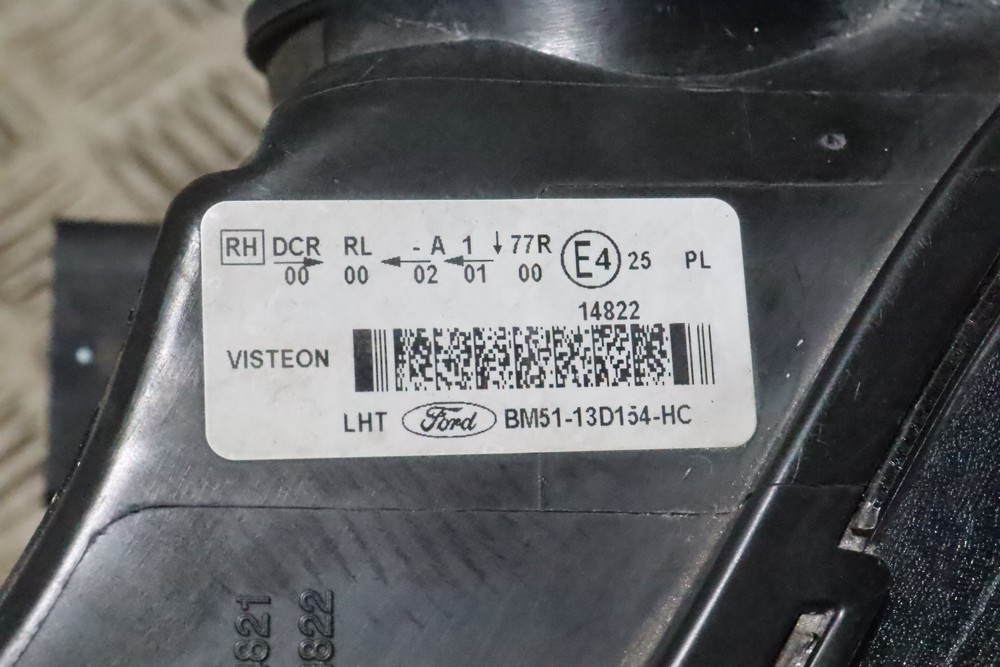 RH DCR RL - A 1 ↓ 77R E4 25 PL
00 00 02 01 00
14822
VISTEON
LHT Ford BM51-13D154-HC
821
822